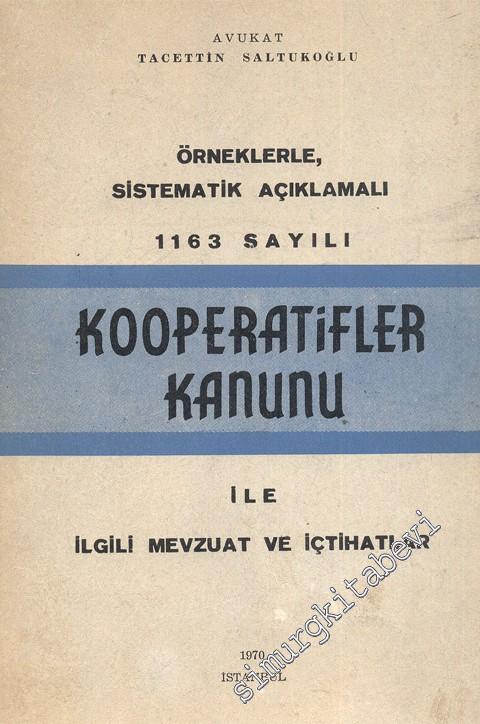 AVUKAT
TACETTİN SALTUKOĞLU
ÖRNEKLERLE,
SİSTEMATİK AÇIKLAMALI
1163 SAYILI
KOOPERATİFLER
KANUNU
İLE
İLGİLİ MEVZUAT VE İÇTİHATLAR
1970
İSTANBUL
simurgkitabevi